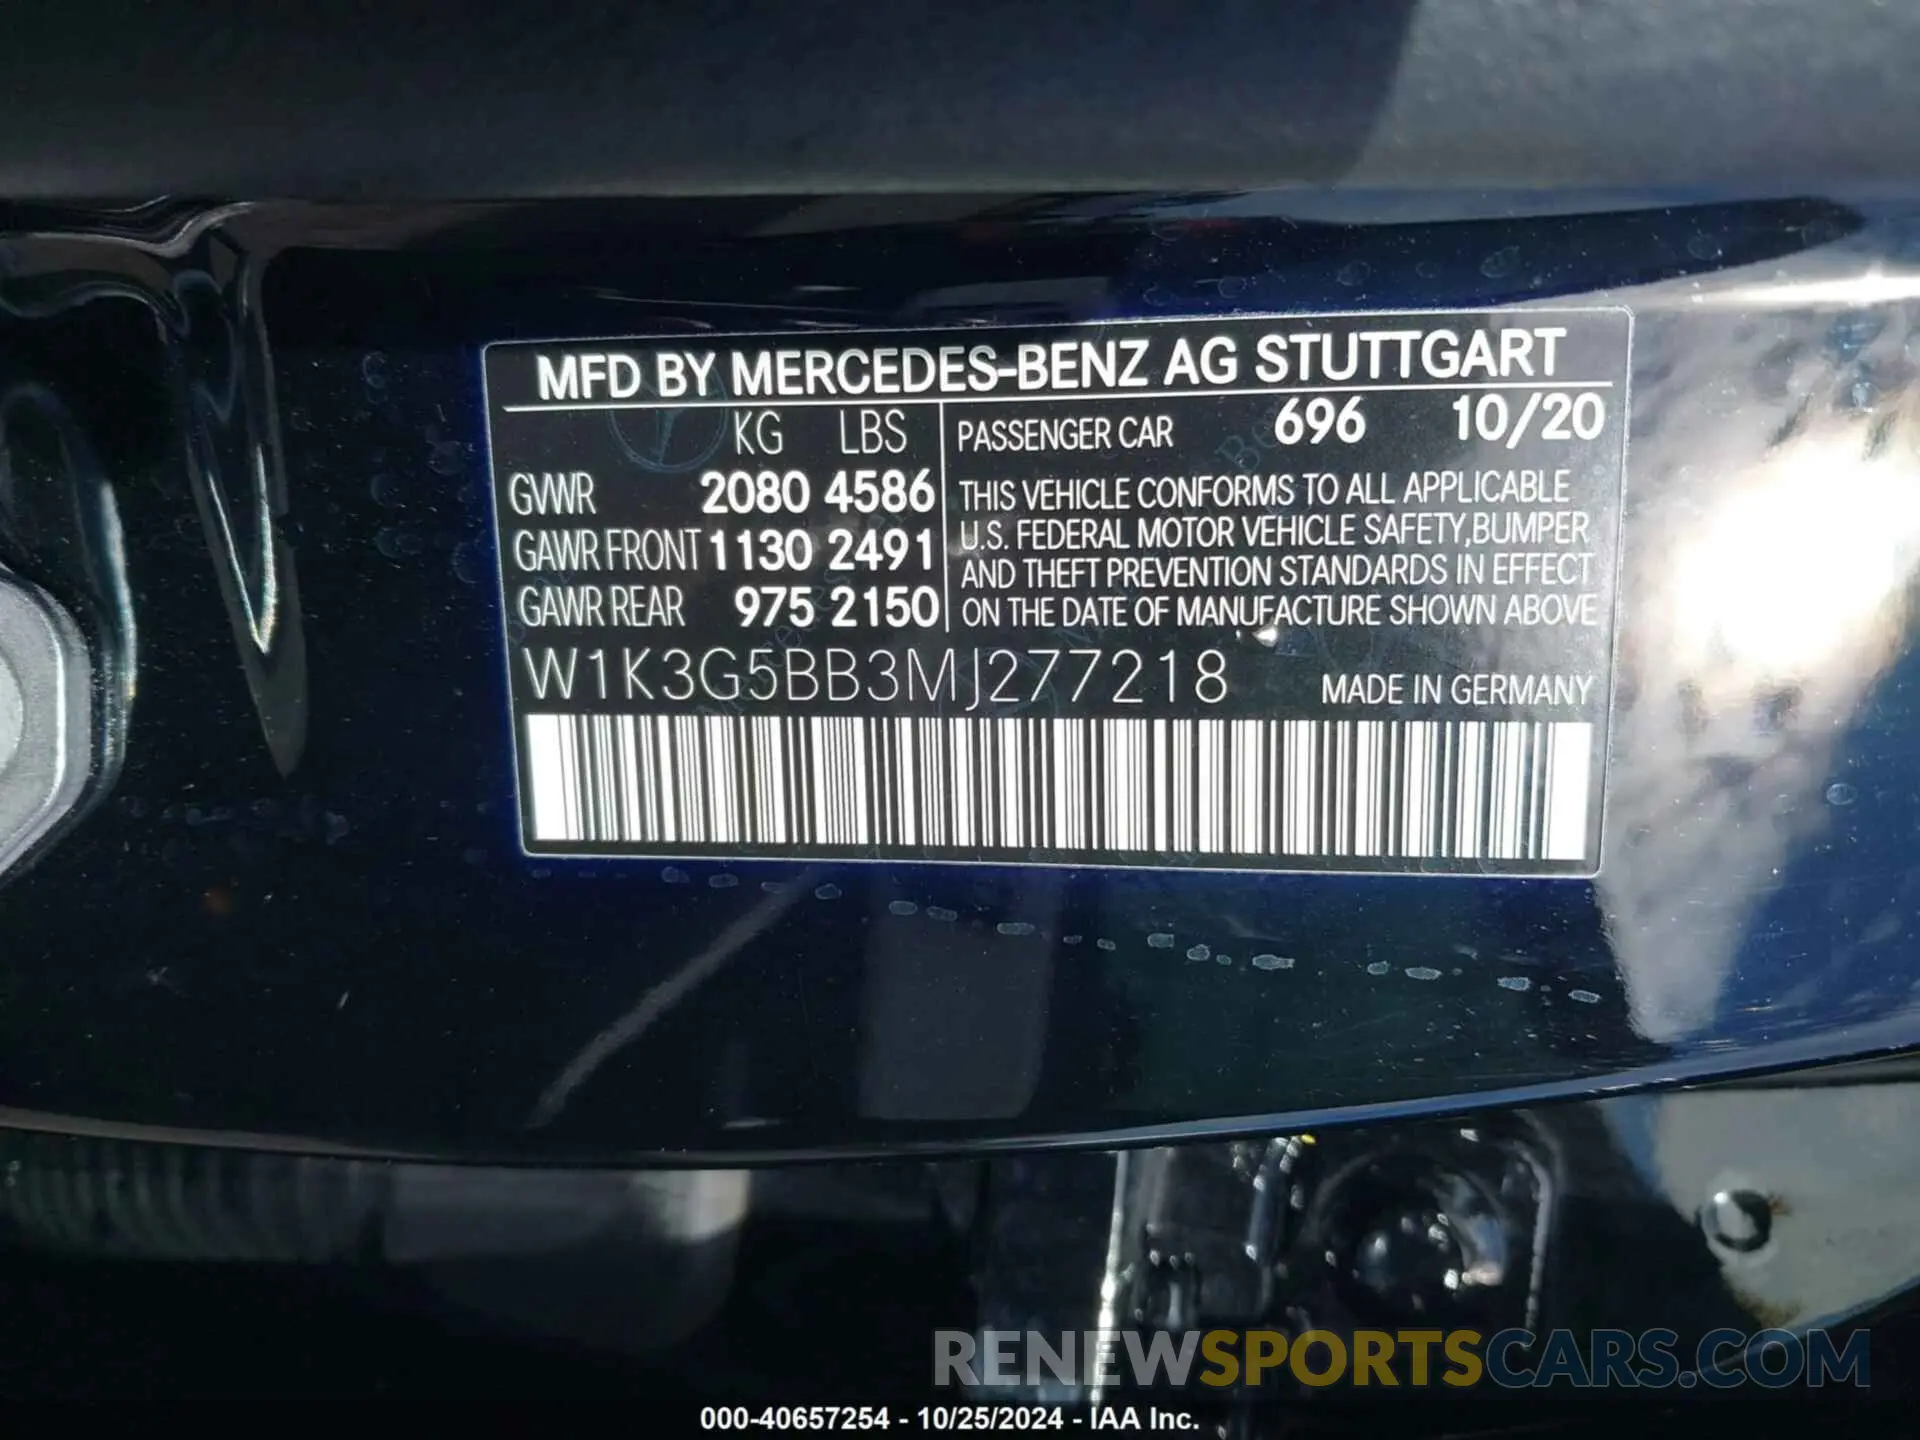 MFD BY MERCEDES-BENZ AG STUTTGART
KG LBS
GVWR 2080 4586
GAWR FRONT 1130 2491
GAWR REAR 975 2150
PASSENGER CAR 696 10/20
THIS VEHICLE CONFORMS TO ALL APPLICABLE
U.S. FEDERAL MOTOR VEHICLE SAFETY, BUMPER
AND THEFT PREVENTION STANDARDS IN EFFECT
ON THE DATE OF MANUFACTURE SHOWN ABOVE
W1K3G5BB3MJ277218 MADE IN GERMANY
RENEWSPORTSCARS.COM
000-40657254 - 10/25/2024 - IAA Inc.